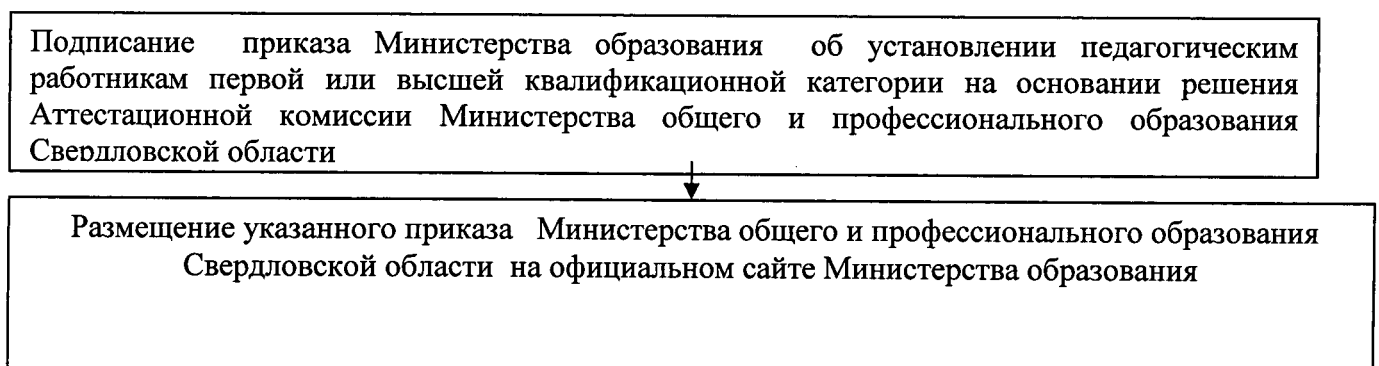 Подписание приказа Министерства образования об установлении педагогическим
работникам первой или высшей квалификационной категории на основании решения
Аттестационной комиссии Министерства общего и профессионального образования
Свердловской области
Размещение указанного приказа Министерства общего и профессионального образования
Свердловской области на официальном сайте Министерства образования